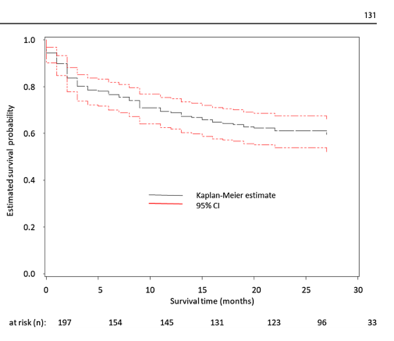 131
1.0
0.8
0.6
0.4
0.2
0.0
Estimated survival probability
Kaplan-Meier estimate
95% CI
0 5 10 15 20 25 30
Survival time (months)
at risk (n): 197 154 145 131 123 96 33